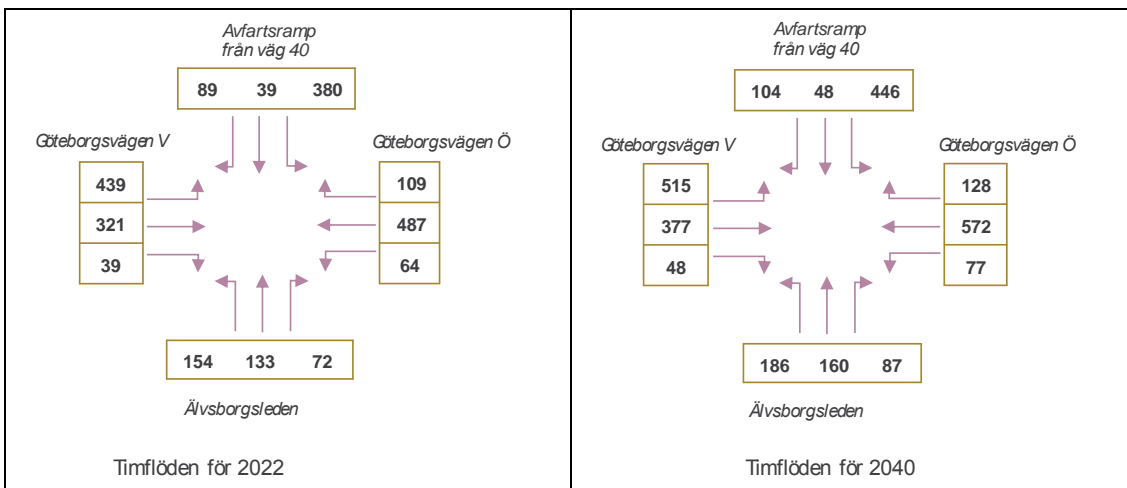 Avfartsramp
från väg 40
89 39 380
Göteborgsvägen V
Göteborgsvägen Ö
439
321
39
109
487
64
154 133 72
Älvsborgsleden
Timflöden för 2022
Avfartsramp
från väg 40
104 48 446
Göteborgsvägen V
Göteborgsvägen Ö
515
377
48
128
572
77
186 160 87
Älvsborgsleden
Timflöden för 2040